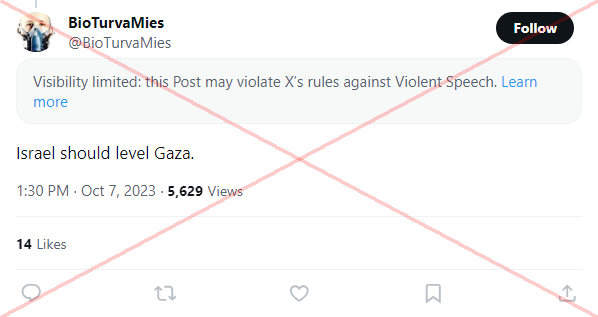 BioTurvaMies
@BioTurvaMies
Follow
Visibility limited: this Post may violate X's rules against Violent Speech. Learn
more
Israel should level Gaza.
1:30 PM · Oct 7, 2023 · 5,629 Views
14 Likes